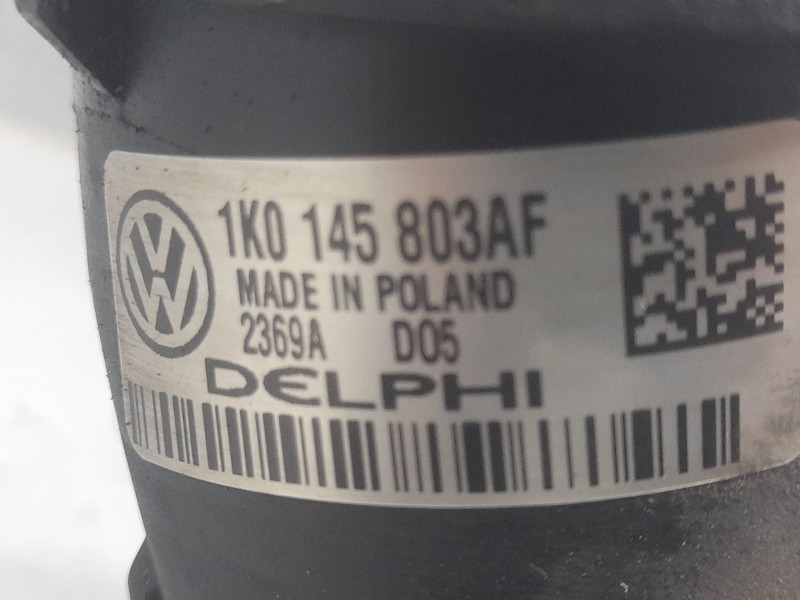 1K0 145 803AF
MADE IN POLAND
2369A D05
DELPHI